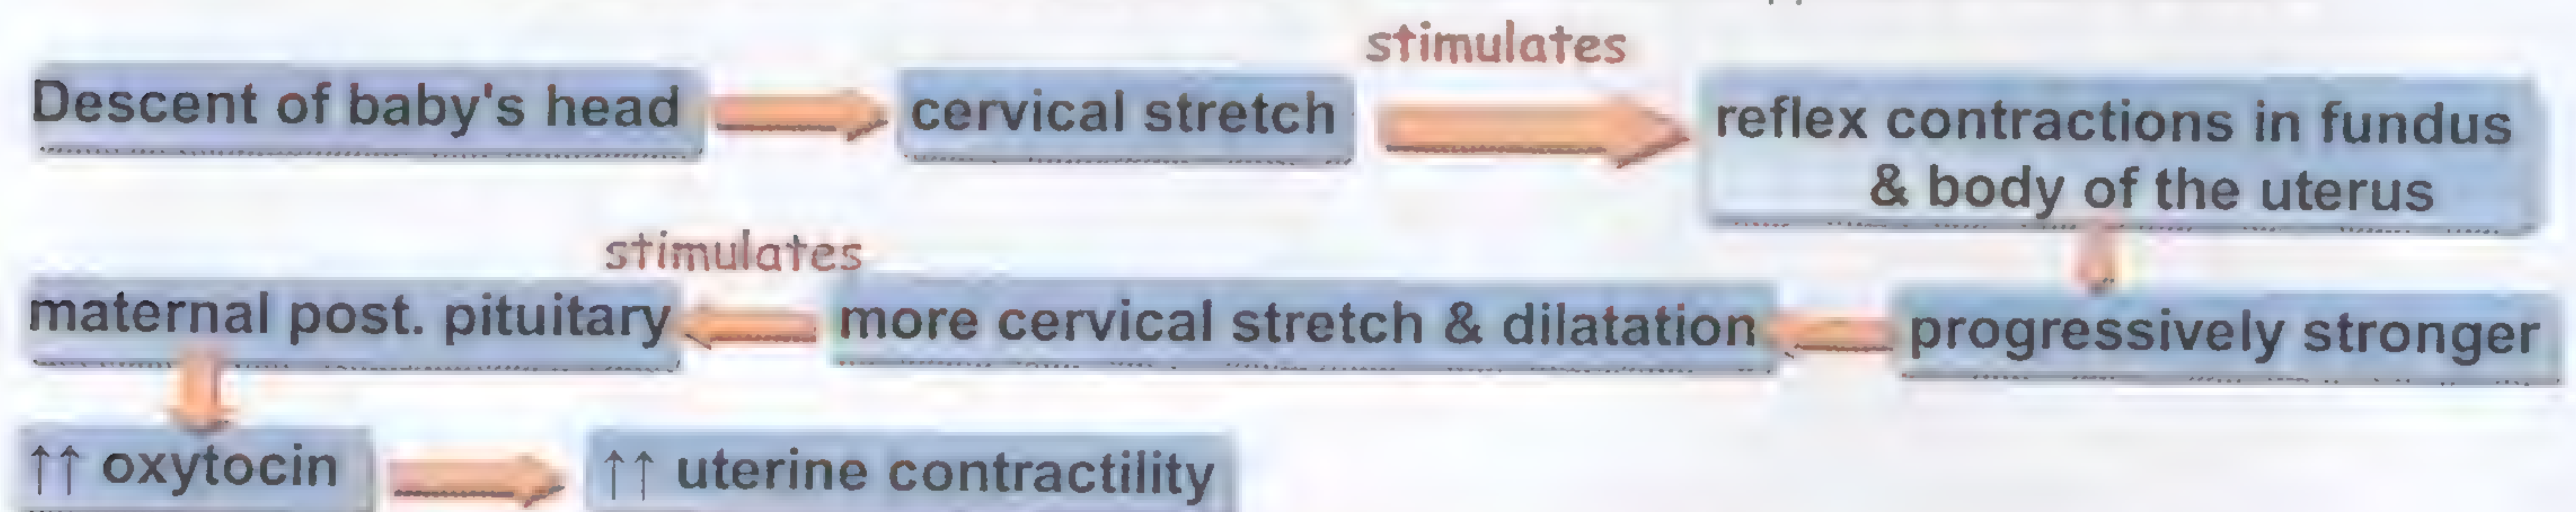 stimulates
Descent of baby's head cervical stretch reflex contractions in fundus
& body of the uterus
stimulates
maternal post. pituitary more cervical stretch & dilatation progressively stronger
↑↑ oxytocin ↑↑ uterine contractility